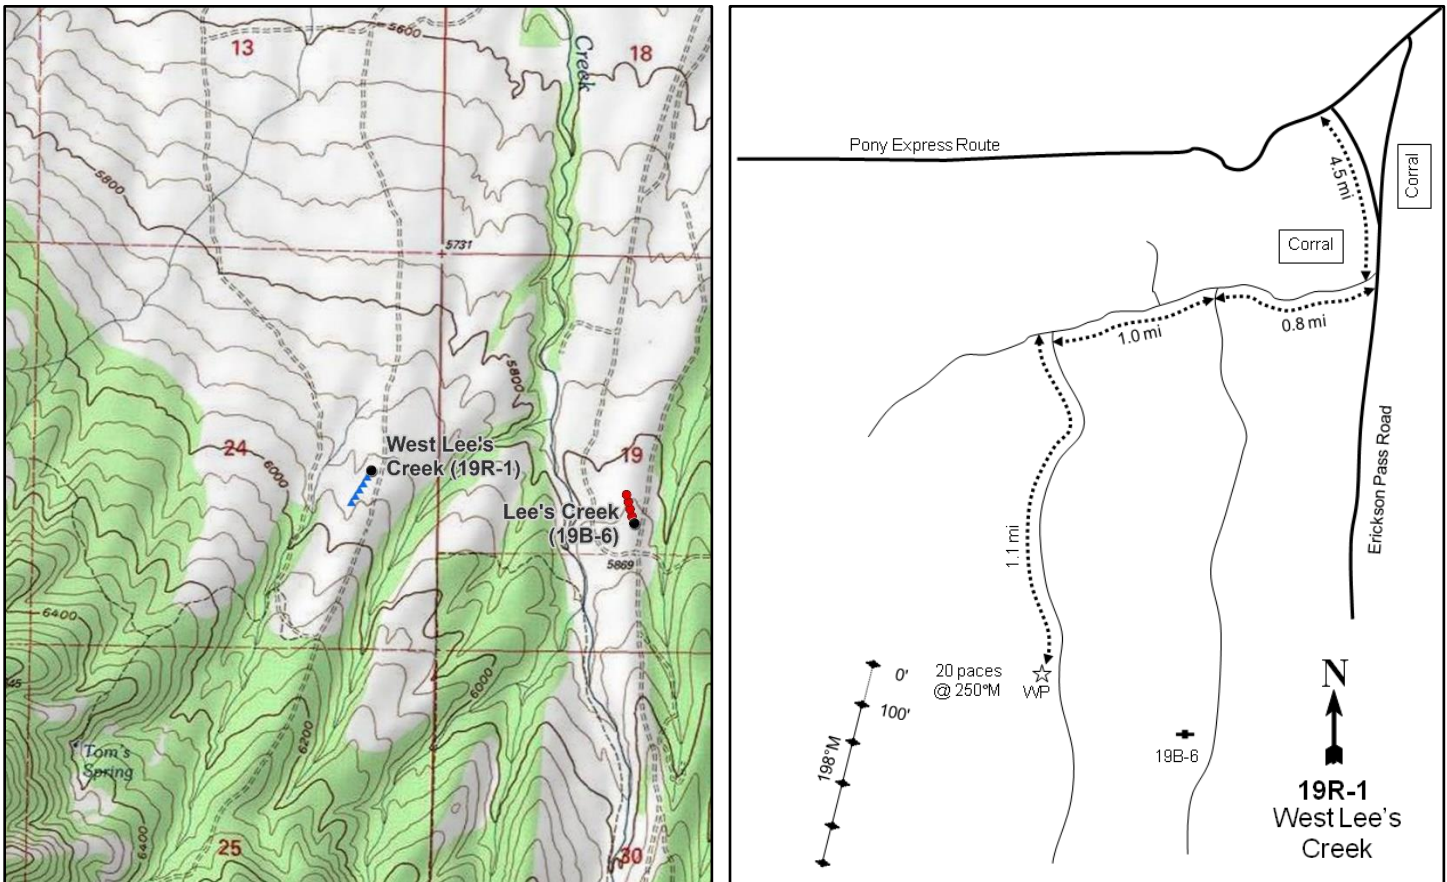 5600
13
18
Creek
5800
5731
5800
24
6000
West Lee's
Creek (19R-1)
19
Lee's Creek
(19B-6)
5869
6400
45
6000
6200
Tom's
Spring
6400
25
30
Pony Express Route
4.5 mi
Corral
Corral
1.0 mi
0.8 mi
Erickson Pass Road
1.1 mi
0'
100'
198°M
20 paces
@ 250°M
WP
19B-6
N
19R-1
West Lee's
Creek